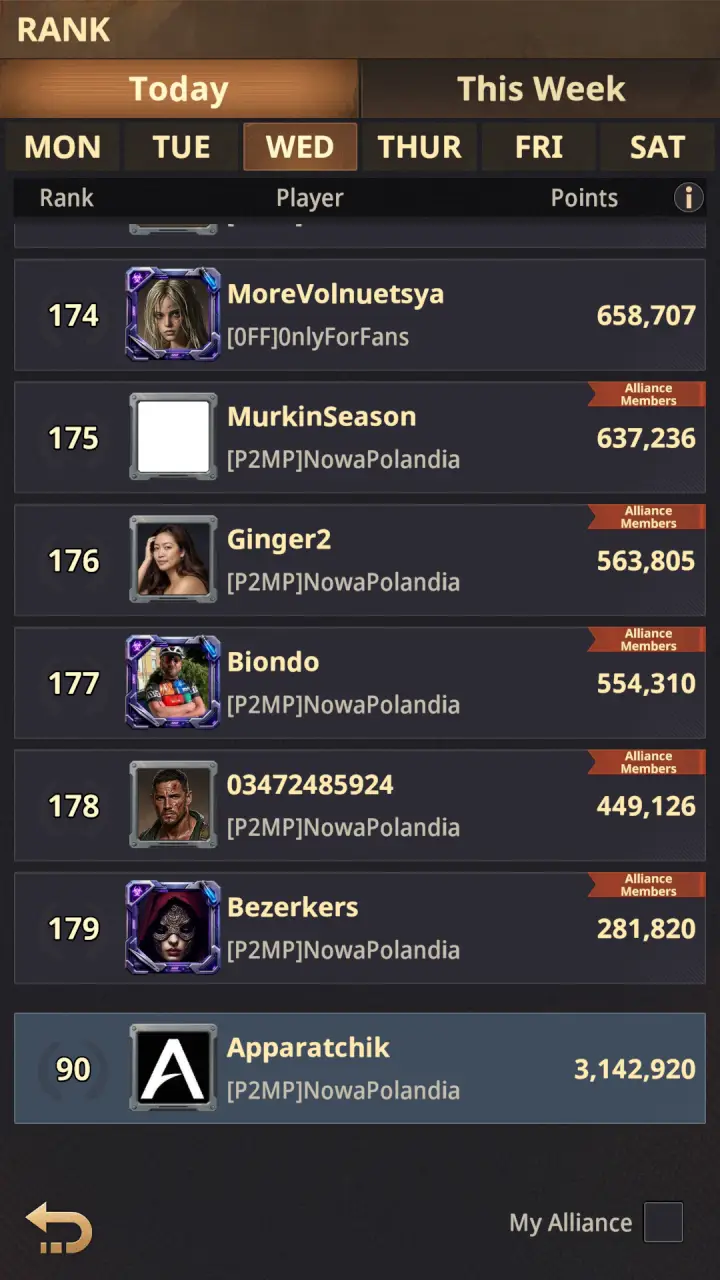 RANK
Today
This Week
MON TUE WED THUR FRI SAT
Rank Player Points i
174 MoreVolnuetsya 658,707
[0FF]0nlyForFans
Alliance
Members
175 MurkinSeason 637,236
[P2MP]NowaPolandia
Alliance
Members
176 Ginger2 563,805
[P2MP]NowaPolandia
Alliance
Members
177 Biondo 554,310
[P2MP]NowaPolandia
Alliance
Members
178 03472485924 449,126
[P2MP]NowaPolandia
Alliance
Members
179 Bezerkers 281,820
[P2MP]NowaPolandia
90 Apparatchik 3,142,920
[P2MP]NowaPolandia
My Alliance